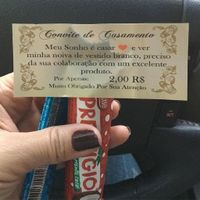 Convite de Casamento
Meu Sonho é casar ❤ e ver
minha noiva de vestido branco, preciso
da sua colaboração com um excelente
produto.
Por Apenas: 2,00 R$
Muito Obrigado Por Sua Atenção
PRESTÍGIO